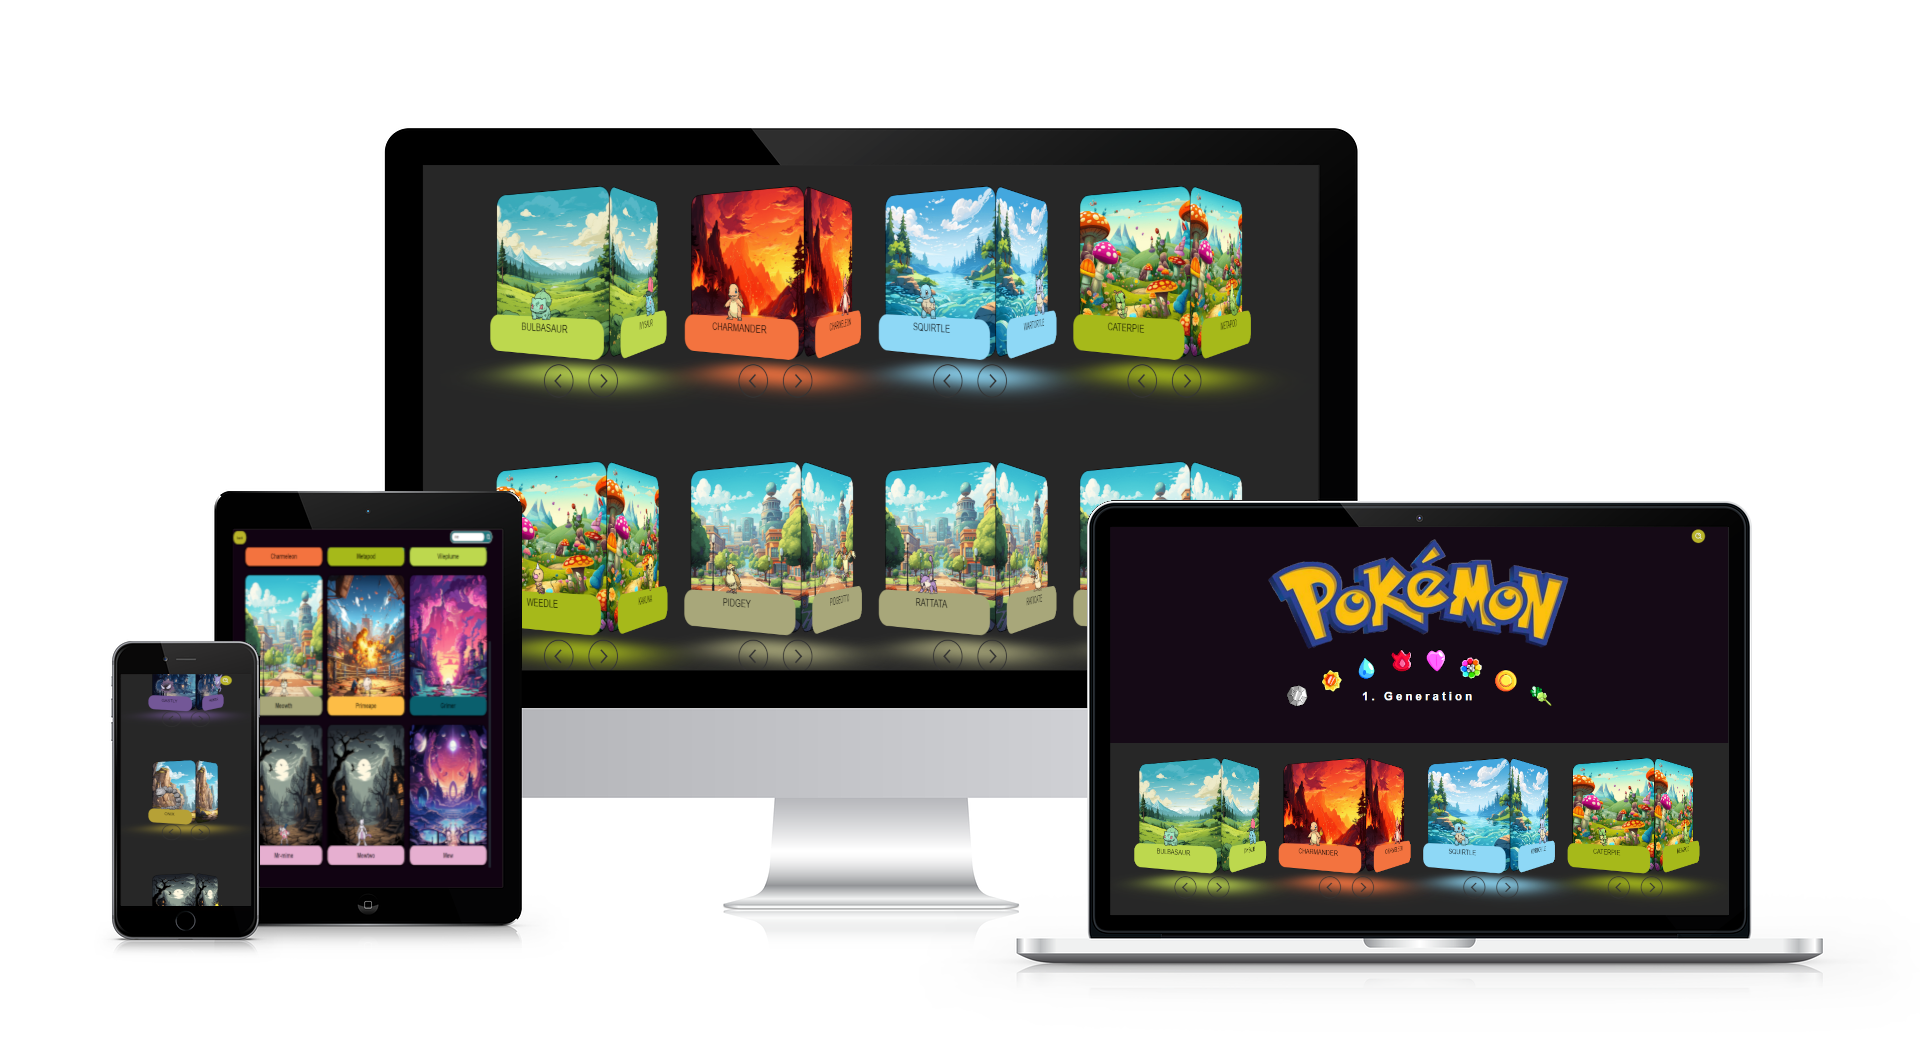 BULBASAUR IVYSAUR CHARMANDER CHARMELEON SQUIRTLE WARTORTLE CATERPIE METAPOD
WEEDLE KAKUNA PIDGEY PIDGEOTTO RATTATA RATICATE
Charmeleon Metapod Vileplume
Meowth Primeape Grimer
Mr-mime Mewtwo Mew
POKéMON
1. Generation
BULBASAUR IVYSAUR CHARMANDER CHARMELEON SQUIRTLE WARTORTLE CATERPIE METAPOD